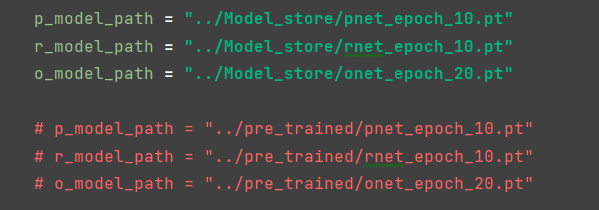 p_model_path = "../Model_store/pnet_epoch_10.pt"
r_model_path = "../Model_store/rnet_epoch_10.pt"
o_model_path = "../Model_store/onet_epoch_20.pt"
# p_model_path = "../pre_trained/pnet_epoch_10.pt"
# r_model_path = "../pre_trained/rnet_epoch_10.pt"
# o_model_path = "../pre_trained/onet_epoch_20.pt"